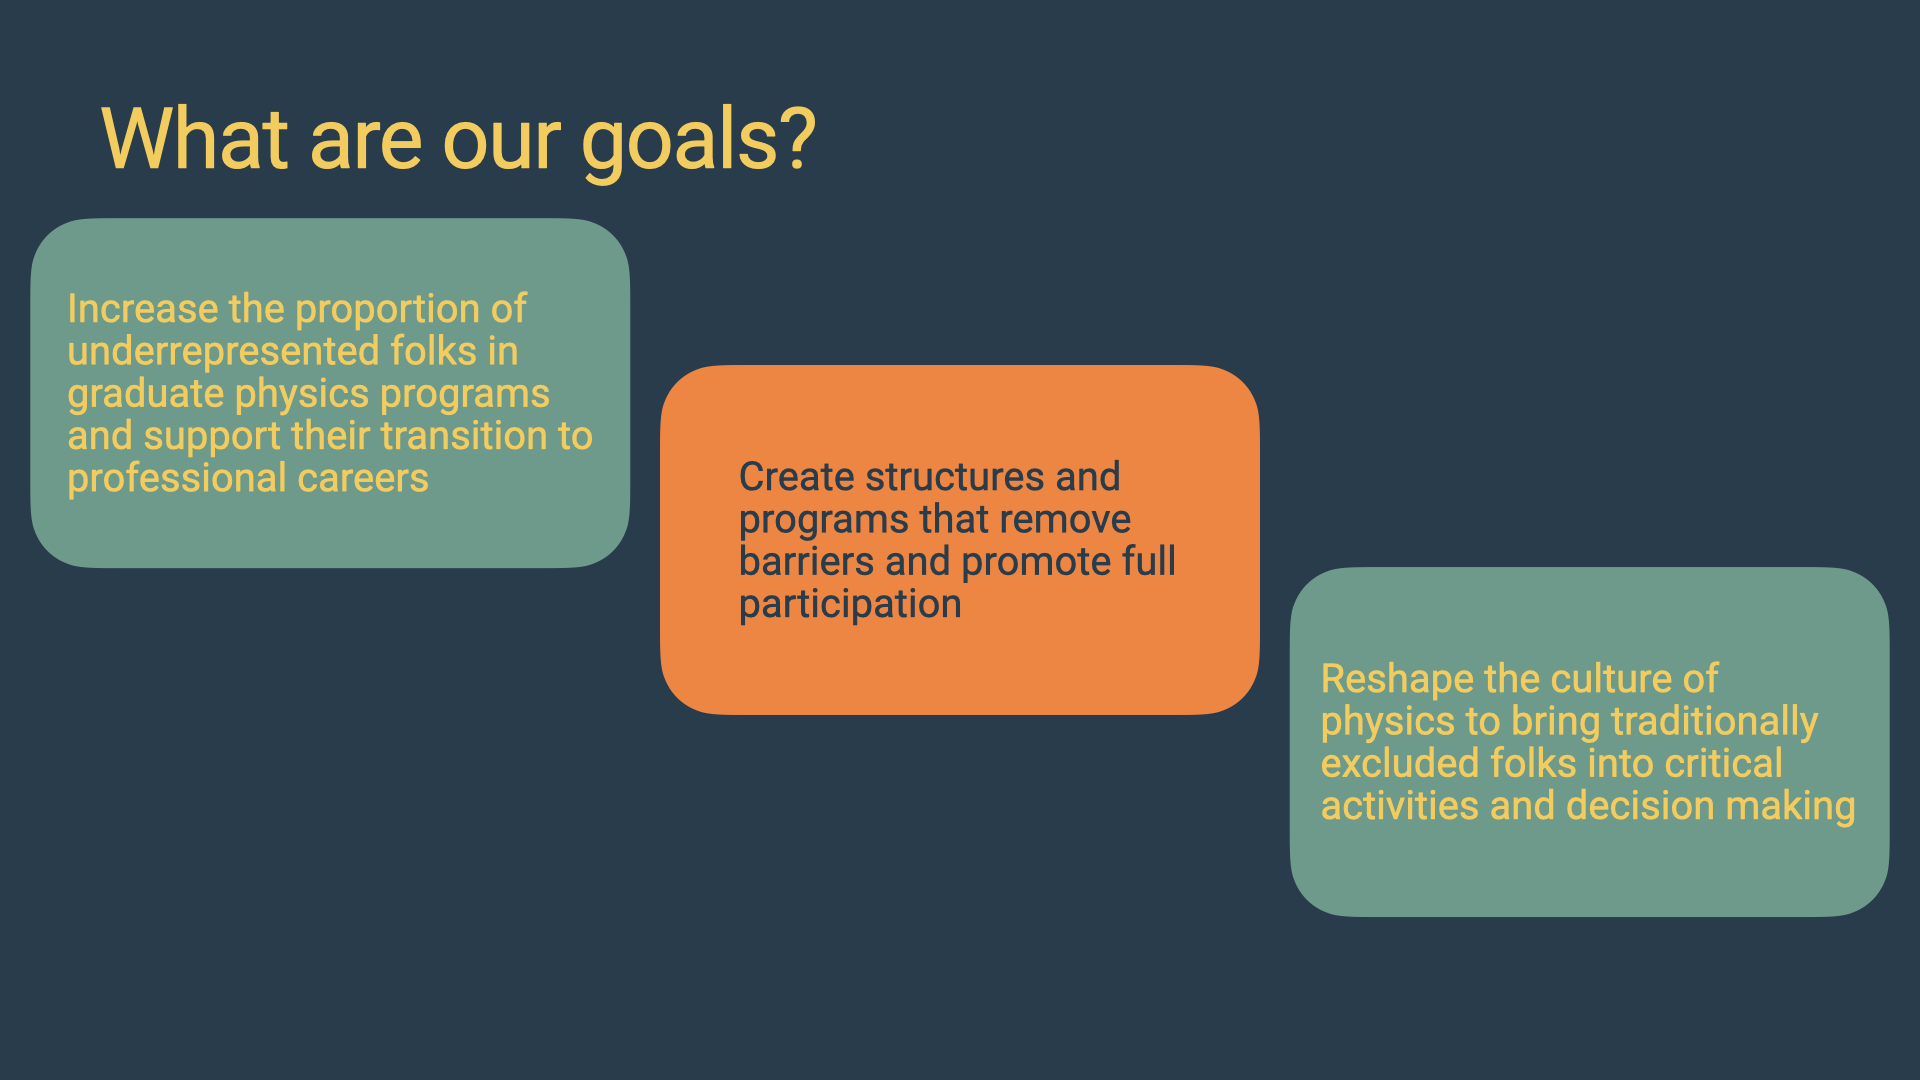 What are our goals?
Increase the proportion of
underrepresented folks in
graduate physics programs
and support their transition to
professional careers
Create structures and
programs that remove
barriers and promote full
participation
Reshape the culture of
physics to bring traditionally
excluded folks into critical
activities and decision making